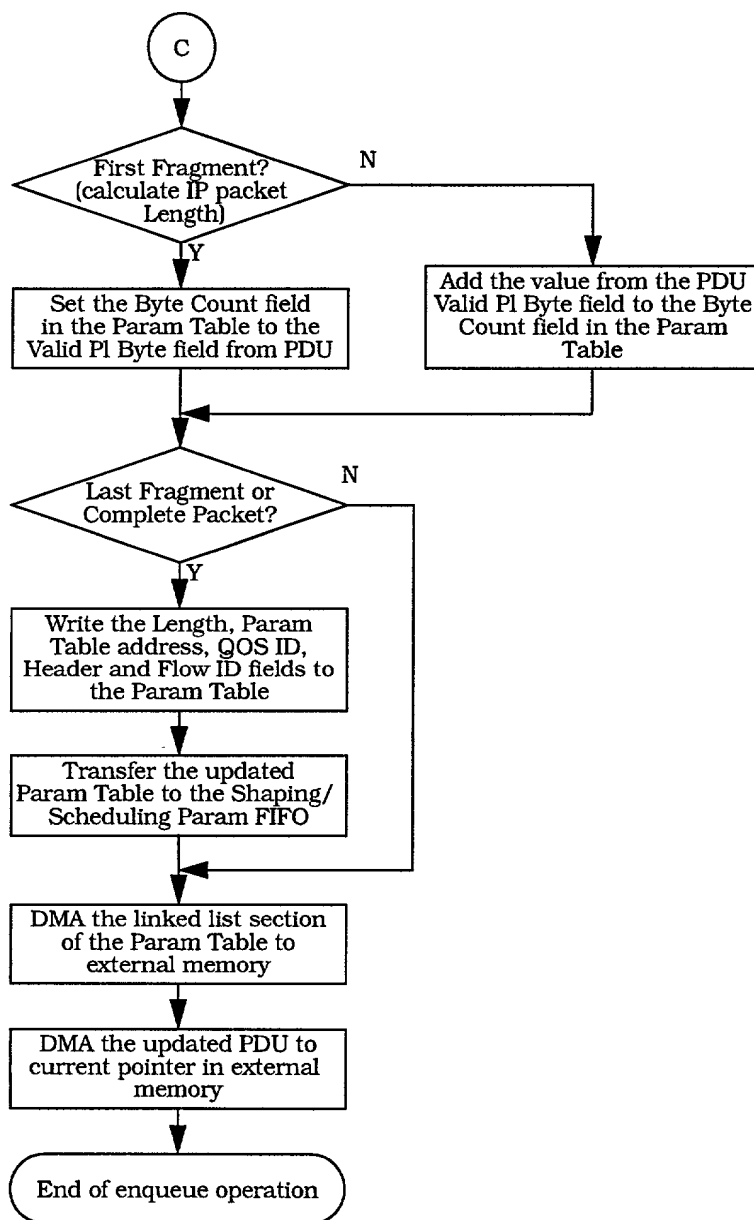 C
First Fragment?
(calculate IP packet
Length)
N
Y
Set the Byte Count field
in the Param Table to the
Valid Pl Byte field from PDU
Add the value from the PDU
Valid Pl Byte field to the Byte
Count field in the Param
Table
Last Fragment or
Complete Packet?
N
Y
Write the Length, Param
Table address, QOS ID,
Header and Flow ID fields to
the Param Table
Transfer the updated
Param Table to the Shaping/
Scheduling Param FIFO
DMA the linked list section
of the Param Table to
external memory
DMA the updated PDU to
current pointer in external
memory
End of enqueue operation